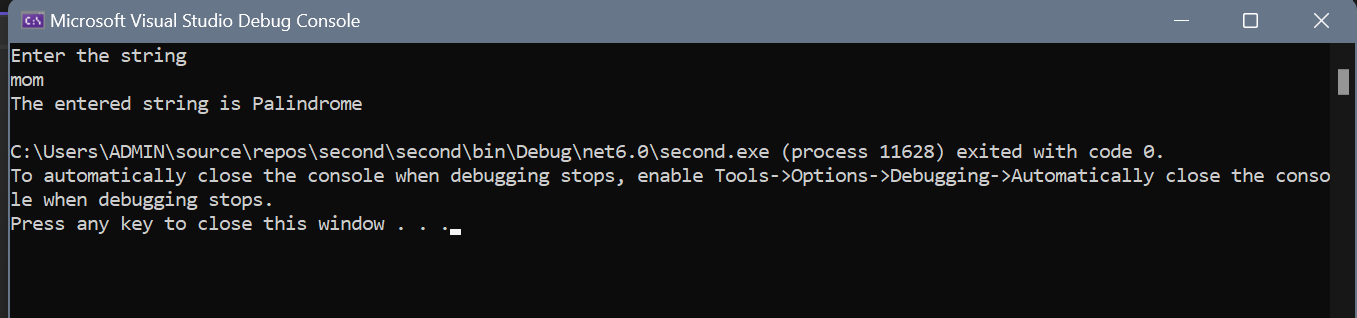 C:\ Microsoft Visual Studio Debug Console
Enter the string
mom
The entered string is Palindrome
C:\Users\ADMIN\source\repos\second\second\bin\Debug\net6.0\second.exe (process 11628) exited with code 0.
To automatically close the console when debugging stops, enable Tools->Options->Debugging->Automatically close the conso
le when debugging stops.
Press any key to close this window . . .